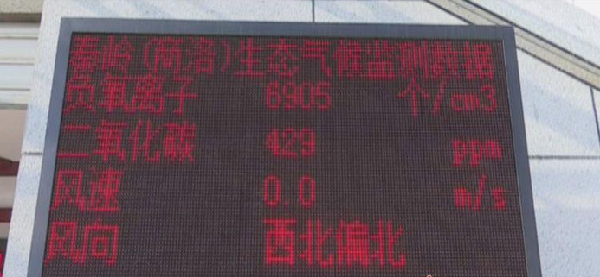 秦岭(商洛)生态气候监测数据
负氧离子 6905 个/cm3
二氧化碳 429 ppm
风速 0.0 m/s
风向 西北偏北